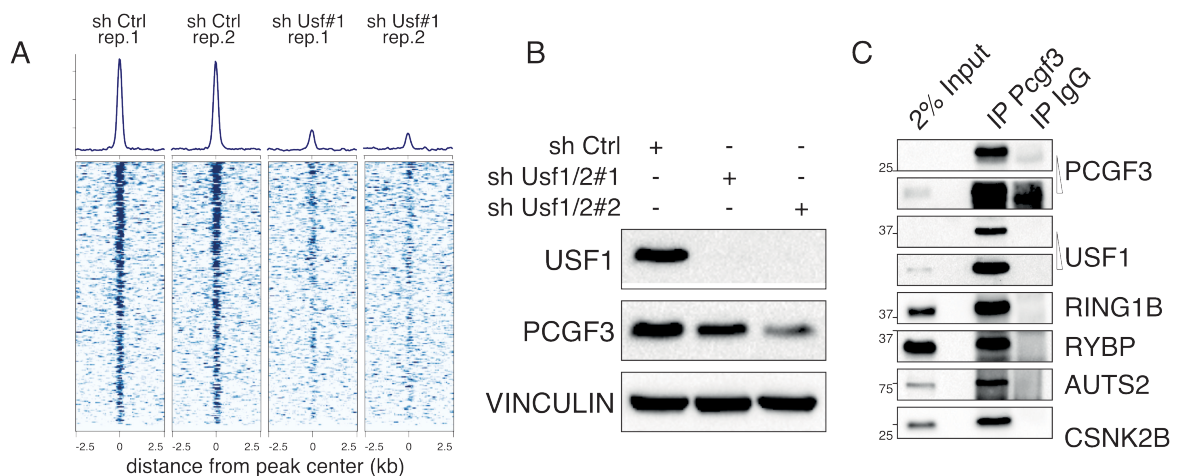 A
sh Ctrl rep.1
sh Ctrl rep.2
sh Usf#1 rep.1
sh Usf#1 rep.2
-2.5 0 2.5 -2.5 0 2.5 -2.5 0 2.5 -2.5 0 2.5
distance from peak center (kb)
B
sh Ctrl + - -
sh Usf1/2#1 - + -
sh Usf1/2#2 - - +
USF1
PCGF3
VINCULIN
C
2% Input
IP Pcgf3
IP IgG
25
PCGF3
37
USF1
37
RING1B
37
RYBP
75
AUTS2
25
CSNK2B